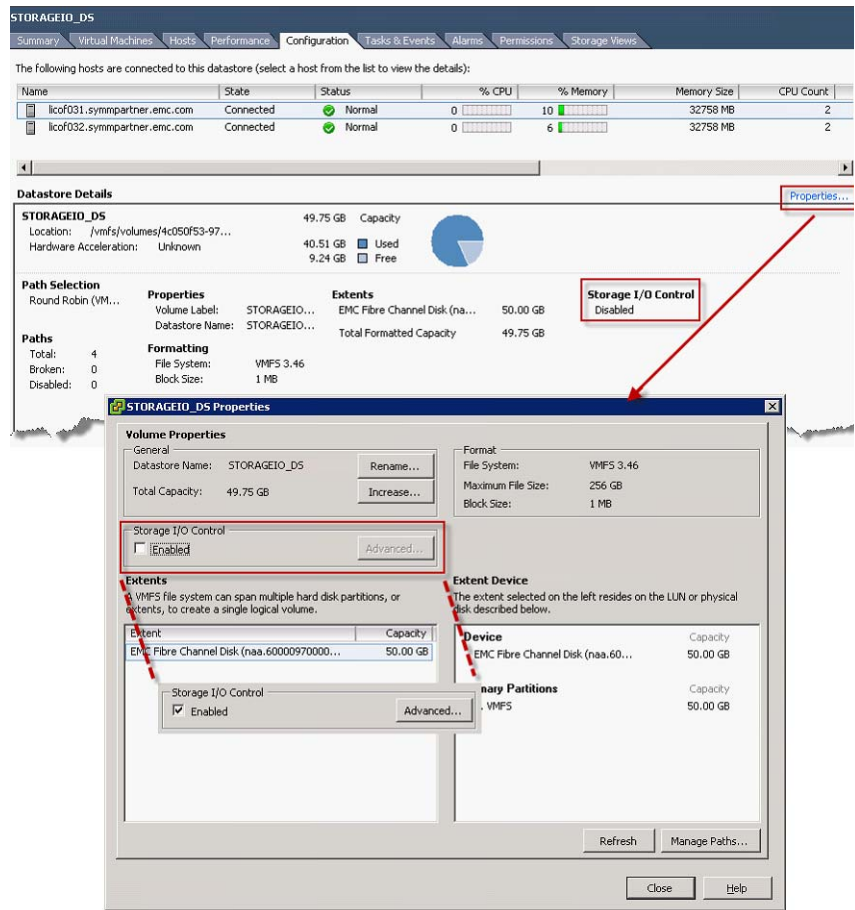 STORAGEIO_DS
Summary Virtual Machines Hosts Performance Configuration Tasks & Events Alarms Permissions Storage Views
The following hosts are connected to this datastore (select a host from the list to view the details):
Name State Status % CPU % Memory Memory Size CPU Count
licof031.symmpartner.emc.com Connected Normal 0 10 32758 MB 2
licof032.symmpartner.emc.com Connected Normal 0 6 32758 MB 2
Datastore Details Properties...
STORAGEIO_DS 49.75 GB Capacity
Location: /vmfs/volumes/4c050f53-97...
Hardware Acceleration: Unknown 40.51 GB Used
9.24 GB Free
Path Selection
Round Robin (VM...
Properties Extents Storage I/O Control
Volume Label: STORAGEIO... EMC Fibre Channel Disk (na... 50.00 GB Disabled
Datastore Name: STORAGEIO...
Total Formatted Capacity 49.75 GB
Paths
Total: 4
Broken: 0
Disabled: 0
Formatting
File System: VMFS 3.46
Block Size: 1 MB
STORAGEIO_DS Properties
Volume Properties
General Format
Datastore Name: STORAGEIO_DS Rename... File System: VMFS 3.46
Total Capacity: 49.75 GB Increase... Maximum File Size: 256 GB
Block Size: 1 MB
Storage I/O Control
Enabled Advanced...
Extents
A VMFS file system can span multiple hard disk partitions, or
extents, to create a single logical volume.
Extent Device
The extent selected on the left resides on the LUN or physical
disk described below.
Extent Capacity
EMC Fibre Channel Disk (naa.60000970000... 50.00 GB
Device Capacity
EMC Fibre Channel Disk (naa.60... 50.00 GB
mary Partitions Capacity
. VMFS 50.00 GB
Storage I/O Control
Enabled Advanced...
Refresh Manage Paths...
Close Help